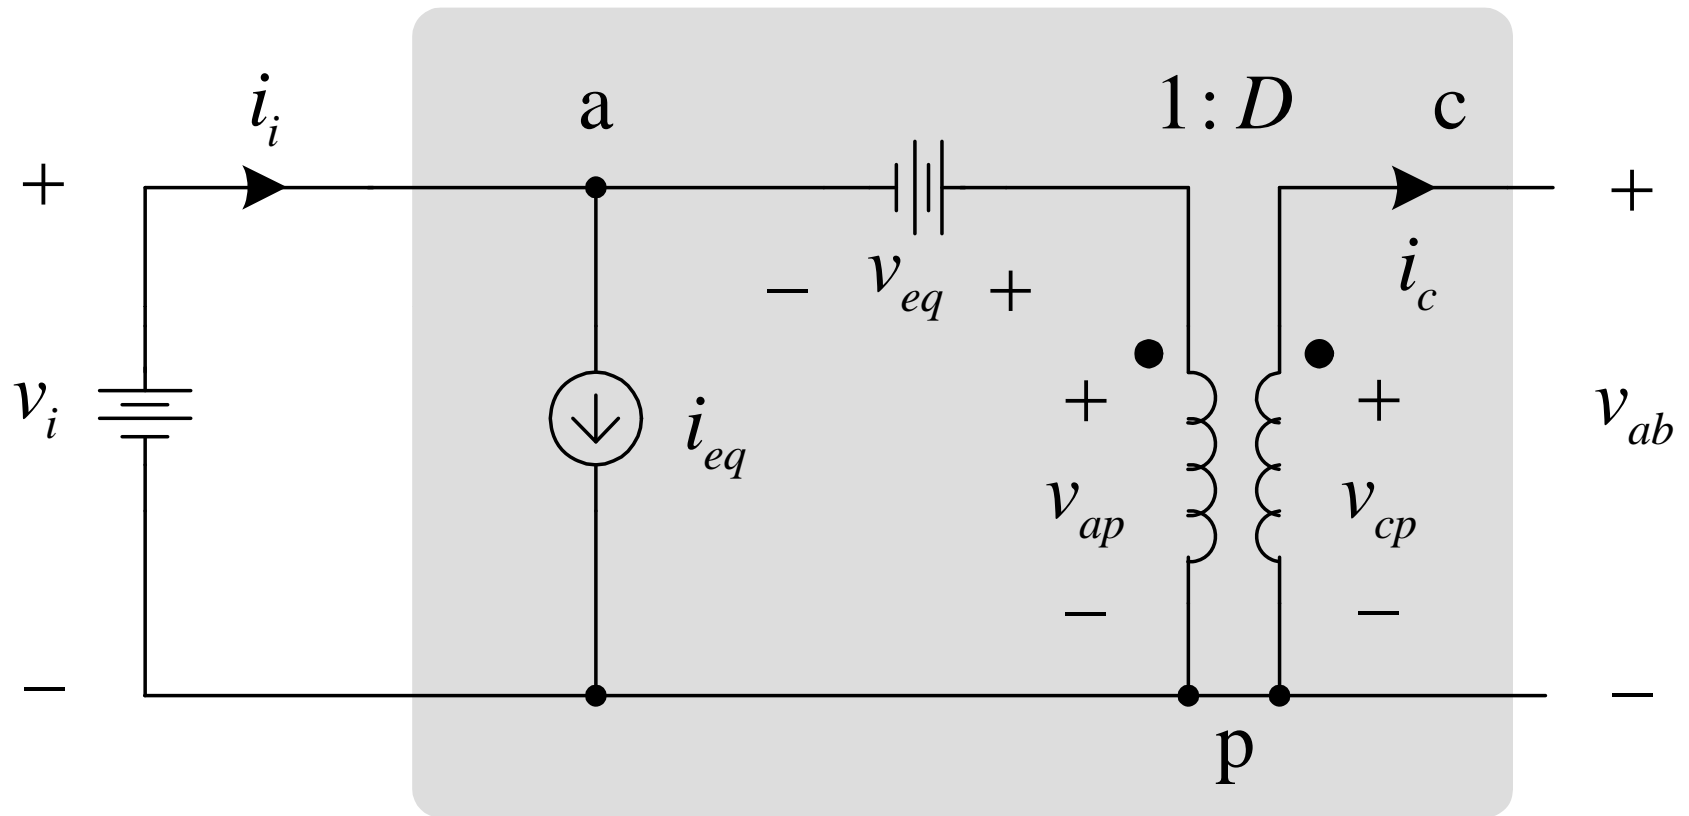 i_i
a
1: D
c
+
+
v_eq
− +
i_c
v_i
i_eq
+
+
v_ab
v_ap
v_cp
−
−
−
−
p